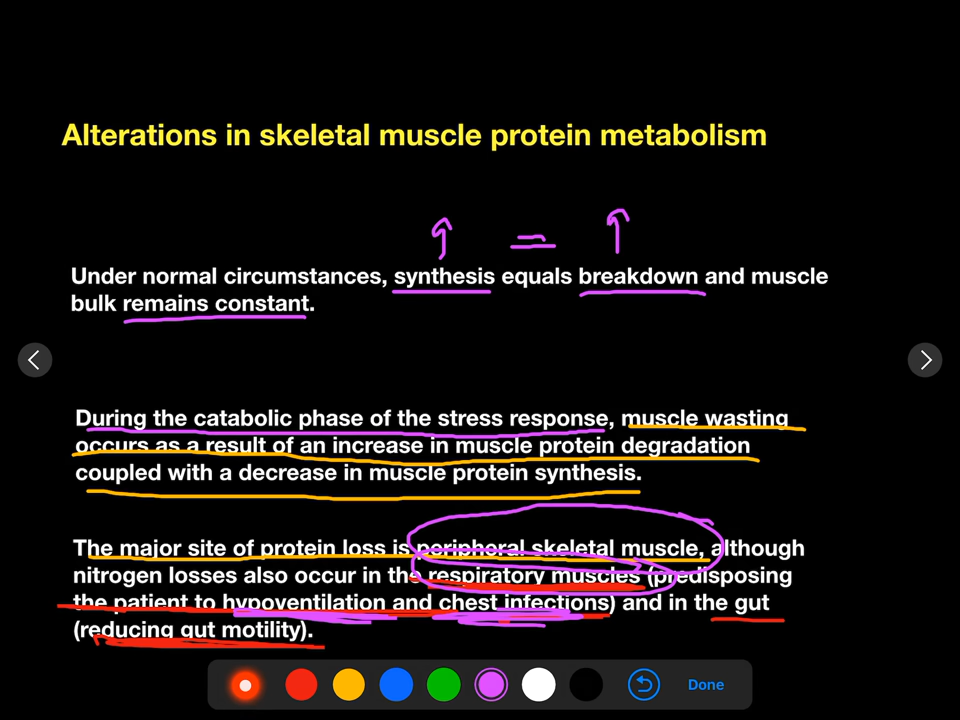 Alterations in skeletal muscle protein metabolism
↑ = ↑
Under normal circumstances, synthesis equals breakdown and muscle
bulk remains constant.
During the catabolic phase of the stress response, muscle wasting
occurs as a result of an increase in muscle protein degradation
coupled with a decrease in muscle protein synthesis.
The major site of protein loss is peripheral skeletal muscle, although
nitrogen losses also occur in the respiratory muscles (predisposing
the patient to hypoventilation and chest infections) and in the gut
(reducing gut motility).
Done